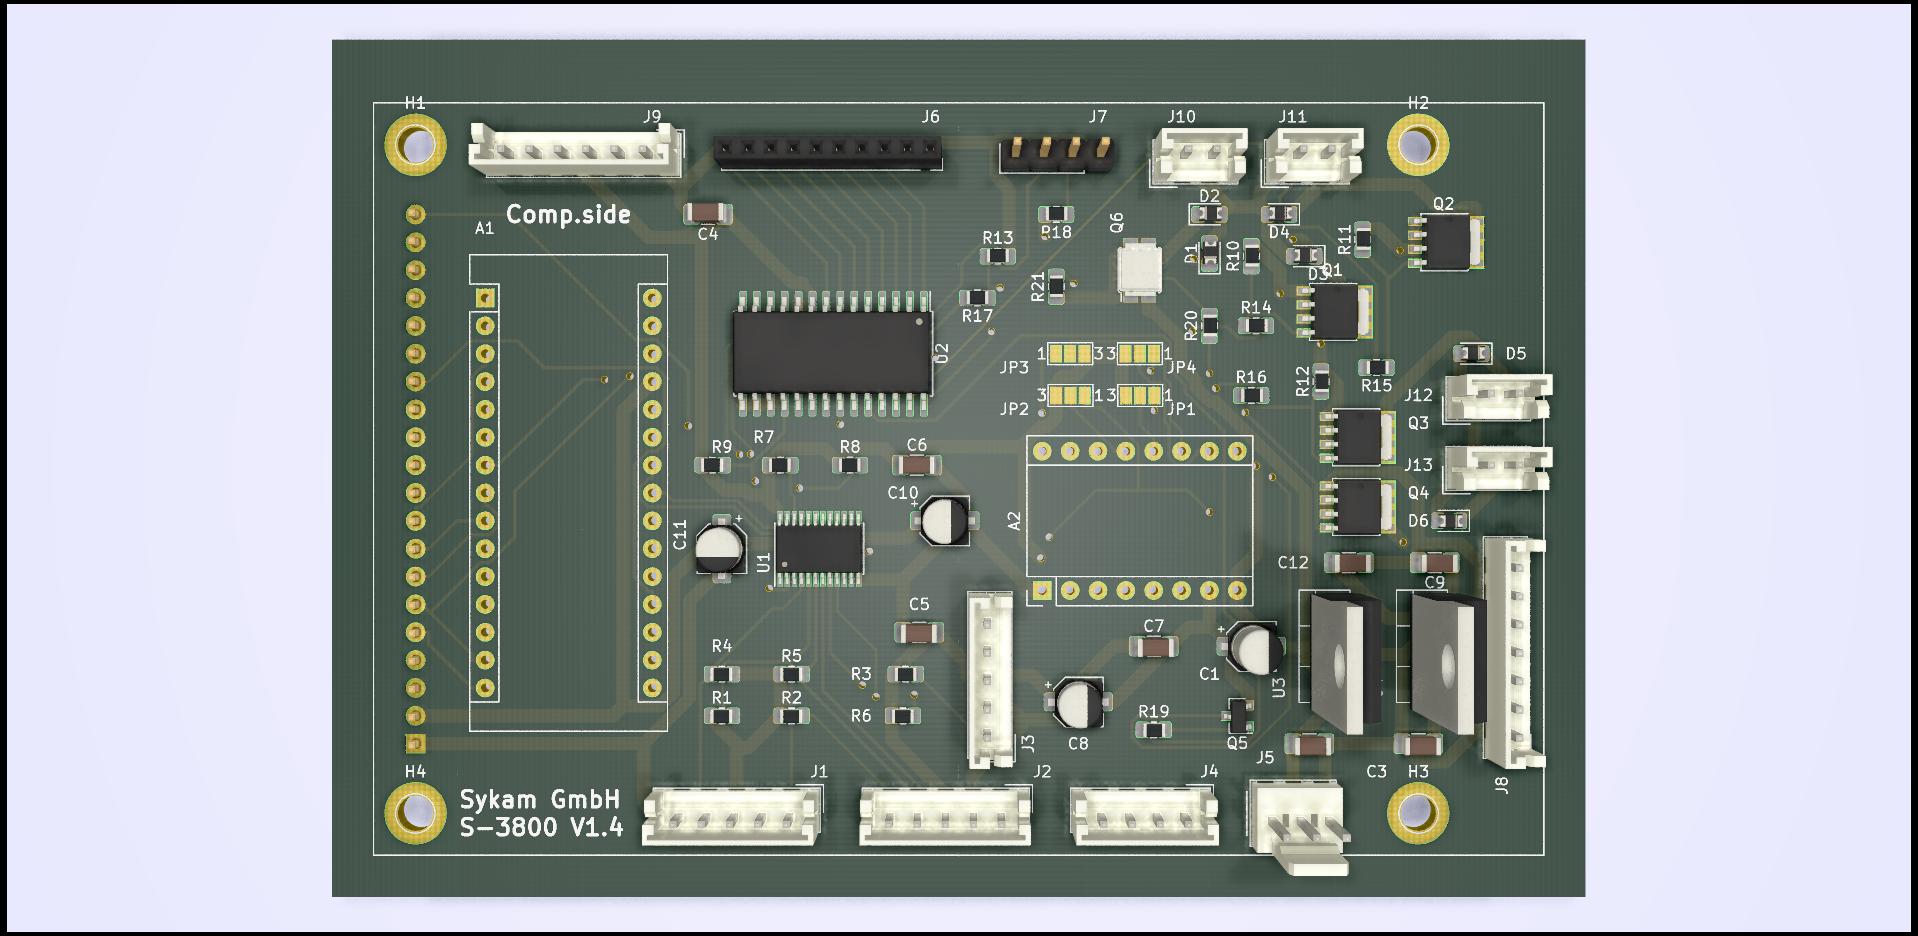 H1
J9
J6
J7
J10
J11
H2
A1
Comp.side
C4
R13
R18
Q6
D2
D4
R11
Q2
D1
R10
D3
Q1
R21
R17
R20
R14
U2
1
3
3
1
JP3
JP4
D5
R12
R15
R16
J12
3
1
3
1
JP2
JP1
Q3
R9
R7
R8
C6
J13
C10
+
Q4
C11
+
U1
A2
D6
C12
C9
C5
C7
+
R4
R5
R3
C1
U3
+
R1
R2
R6
R19
Q5
C8
J3
J5
H4
J1
J2
J4
C3
H3
J8
Sykam GmbH
S-3800 V1.4